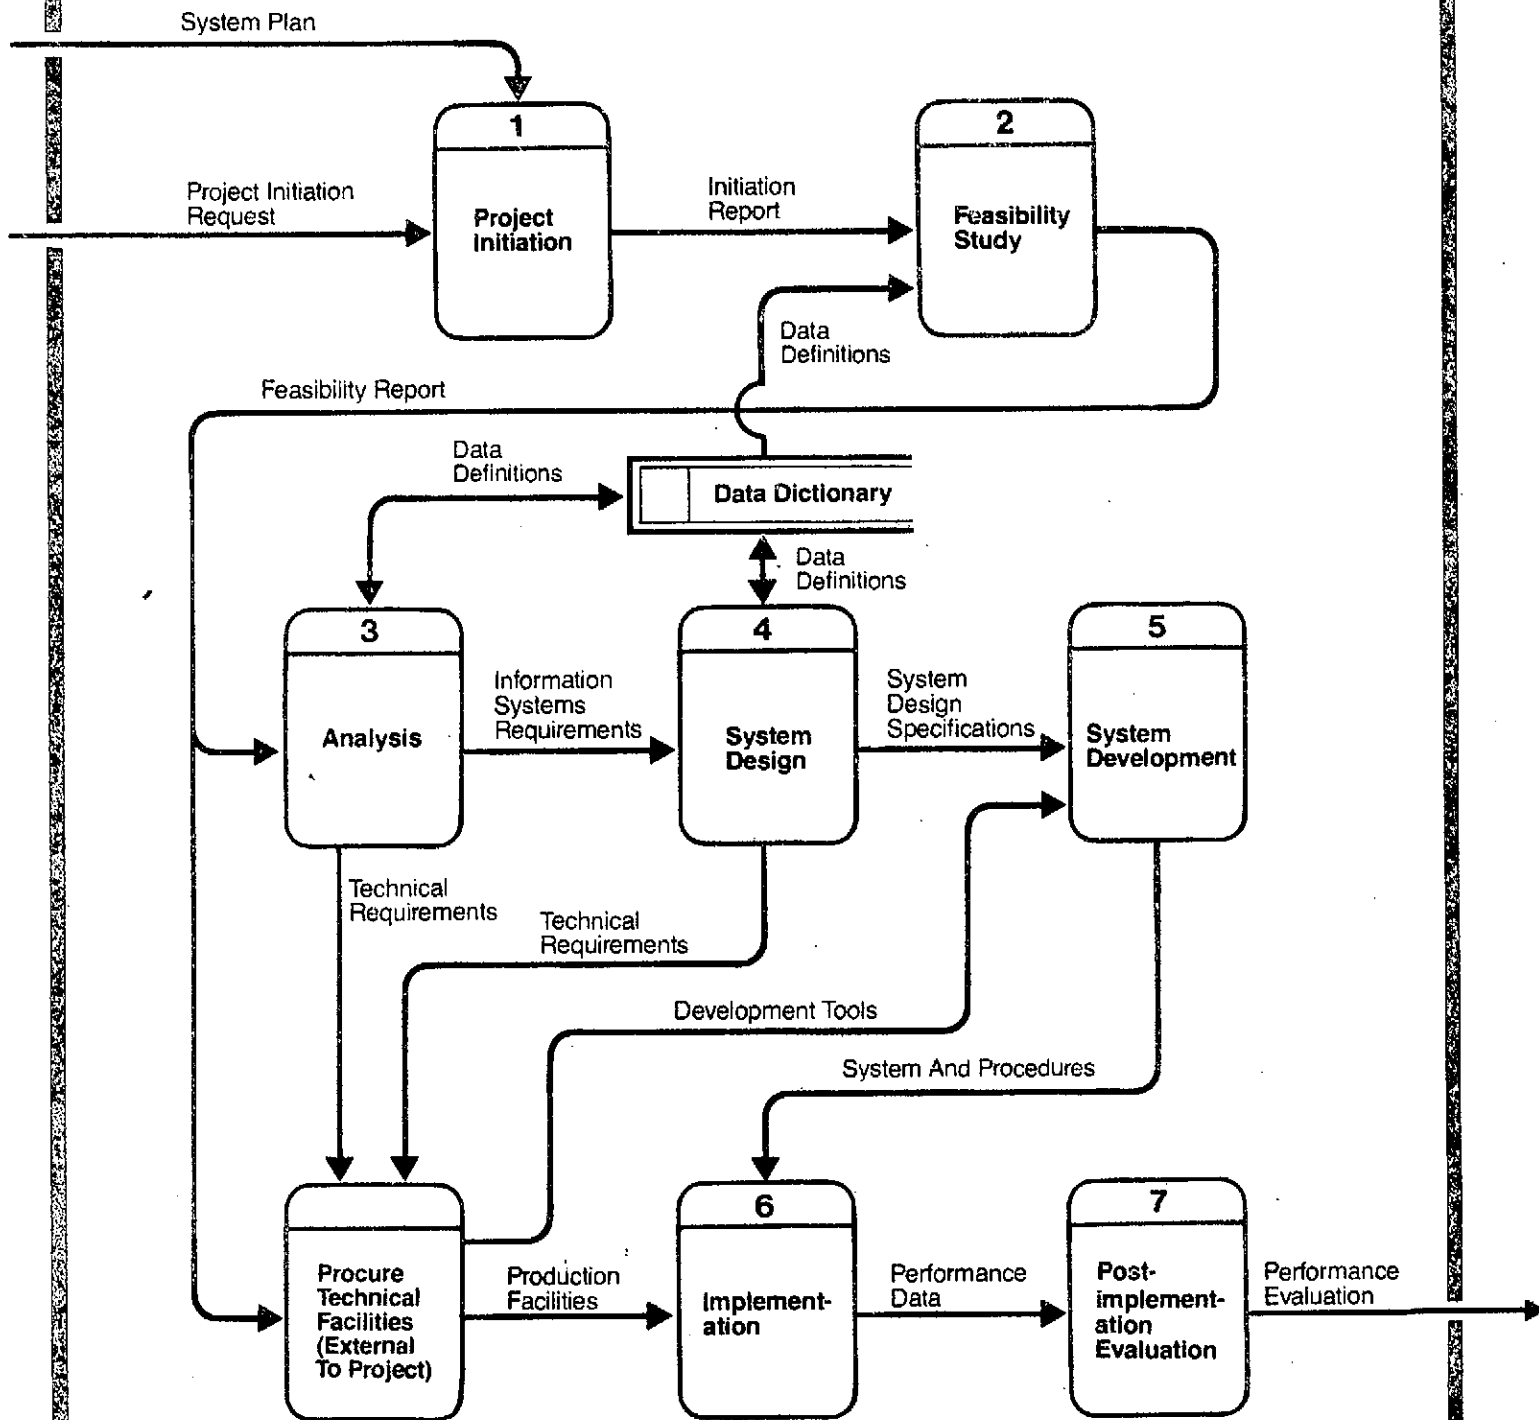 System Plan
1
2
Project Initiation
Request
Project
Initiation
Initiation
Report
Feasibility
Study
Data
Definitions
Feasibility Report
Data
Definitions
Data Dictionary
Data
Definitions
3
4
5
Analysis
Information
Systems
Requirements
System
Design
System
Design
Specifications
System
Development
Technical
Requirements
Technical
Requirements
Development Tools
System And Procedures
6
7
Procure
Technical
Facilities
(External
To Project)
Production
Facilities
Implement-
ation
Performance
Data
Post-
implement-
ation
Evaluation
Performance
Evaluation